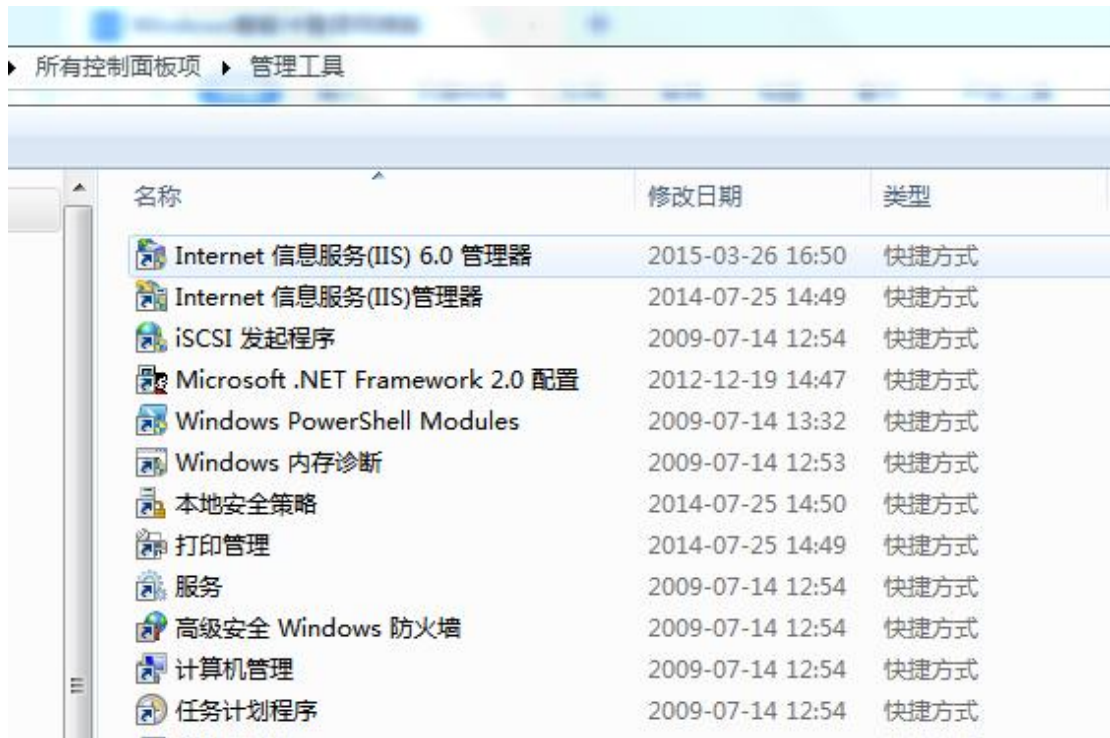 所有控制面板项 管理工具
名称 修改日期 类型
Internet 信息服务(IIS) 6.0 管理器 2015-03-26 16:50 快捷方式
Internet 信息服务(IIS)管理器 2014-07-25 14:49 快捷方式
iSCSI 发起程序 2009-07-14 12:54 快捷方式
Microsoft .NET Framework 2.0 配置 2012-12-19 14:47 快捷方式
Windows PowerShell Modules 2009-07-14 13:32 快捷方式
Windows 内存诊断 2009-07-14 12:53 快捷方式
本地安全策略 2014-07-25 14:50 快捷方式
打印管理 2014-07-25 14:49 快捷方式
服务 2009-07-14 12:54 快捷方式
高级安全 Windows 防火墙 2009-07-14 12:54 快捷方式
计算机管理 2009-07-14 12:54 快捷方式
任务计划程序 2009-07-14 12:54 快捷方式